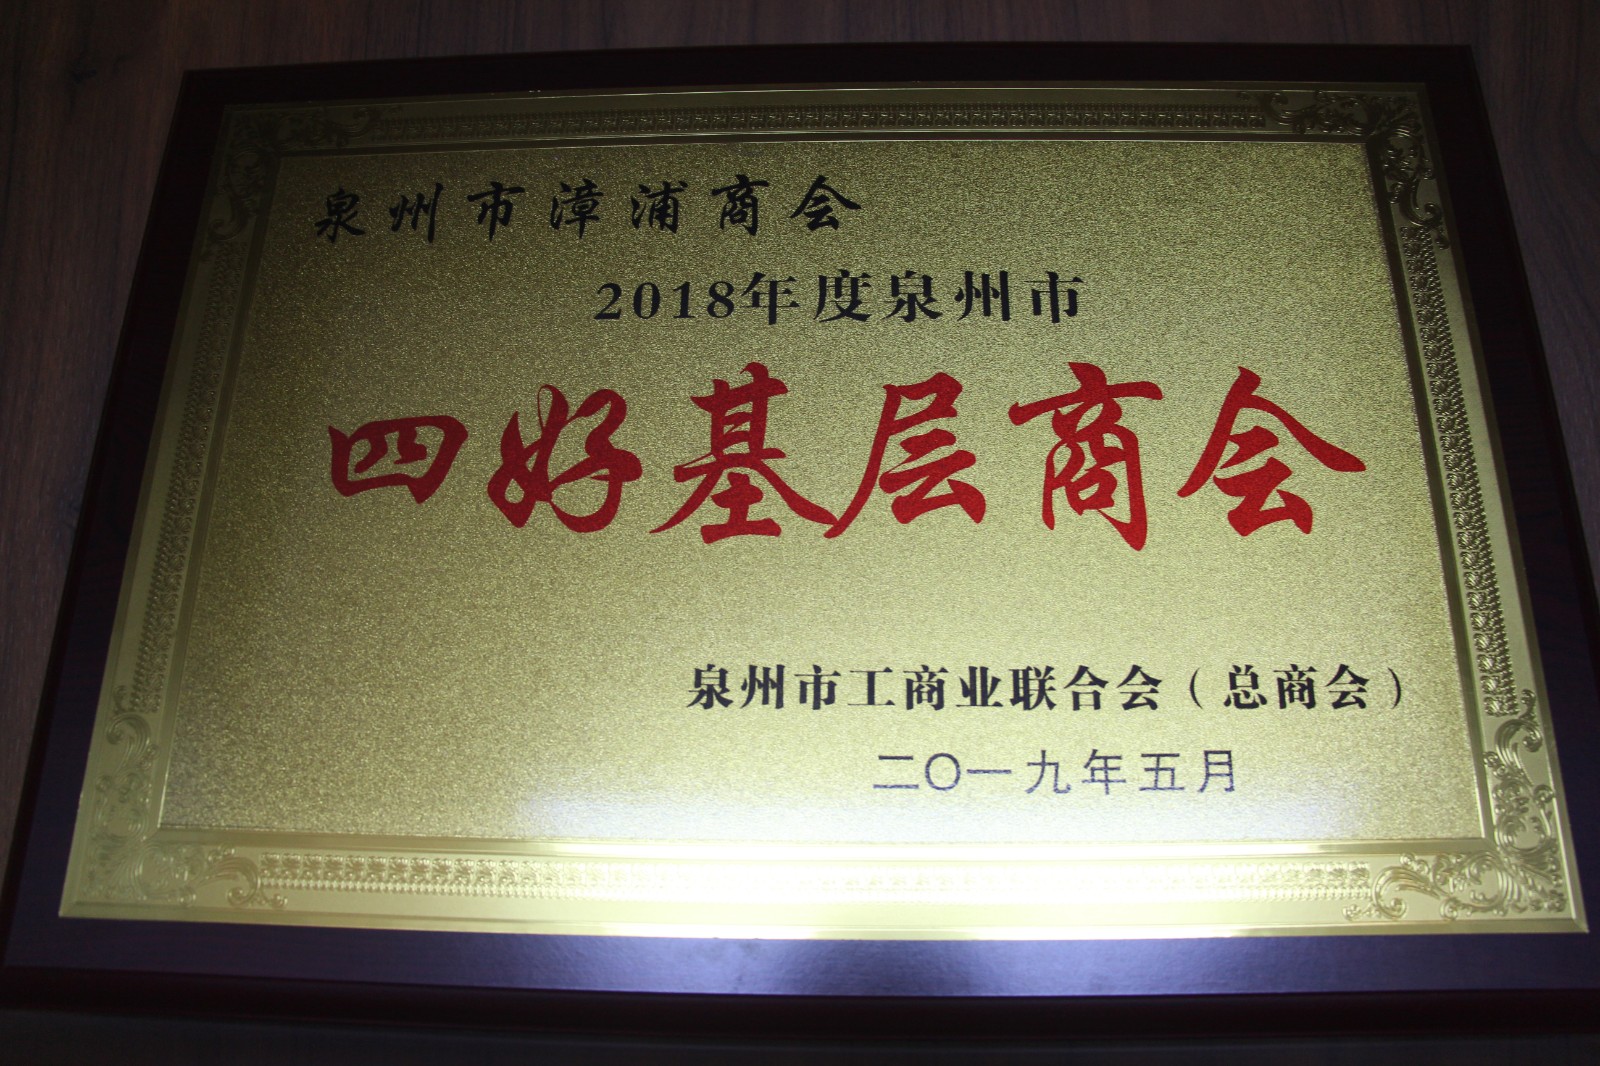 泉州市漳浦商会
2018年度泉州市
四好基层商会
泉州市工商业联合会（总商会）
二〇一九年五月